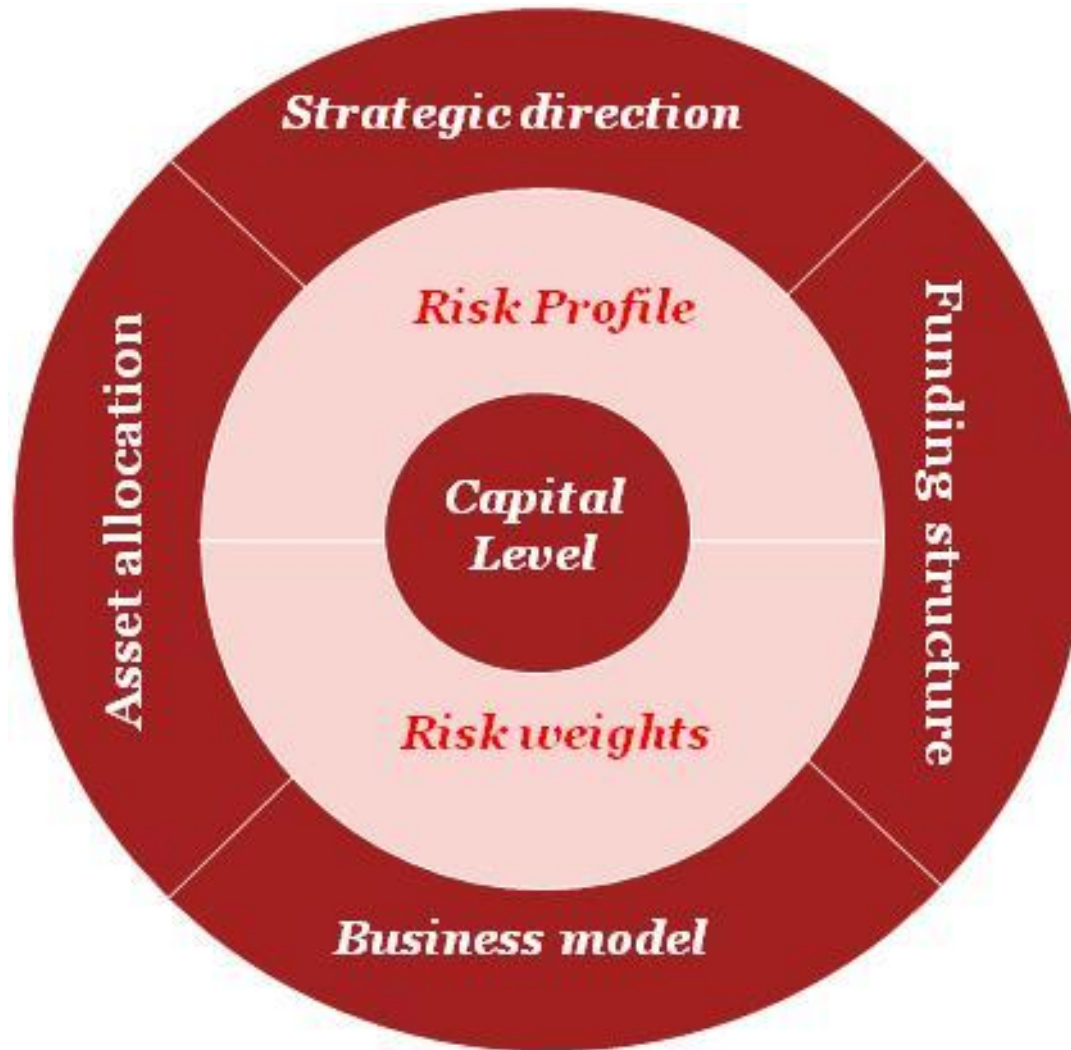 Strategic direction
Risk Profile
Asset allocation
Capital
Level
Funding structure
Risk weights
Business model